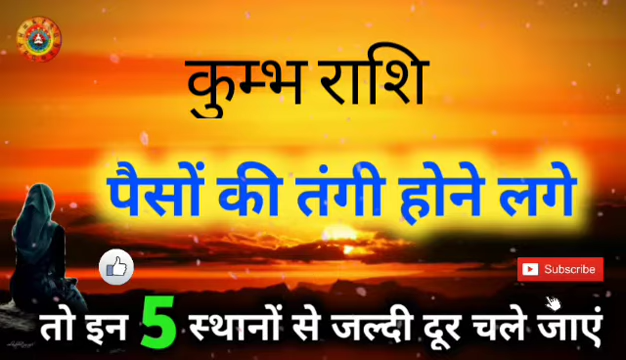 कुम्भ राशि
पैसों की तंगी होने लगे
Subscribe
तो इन 5 स्थानों से जल्दी दूर चले जाएं